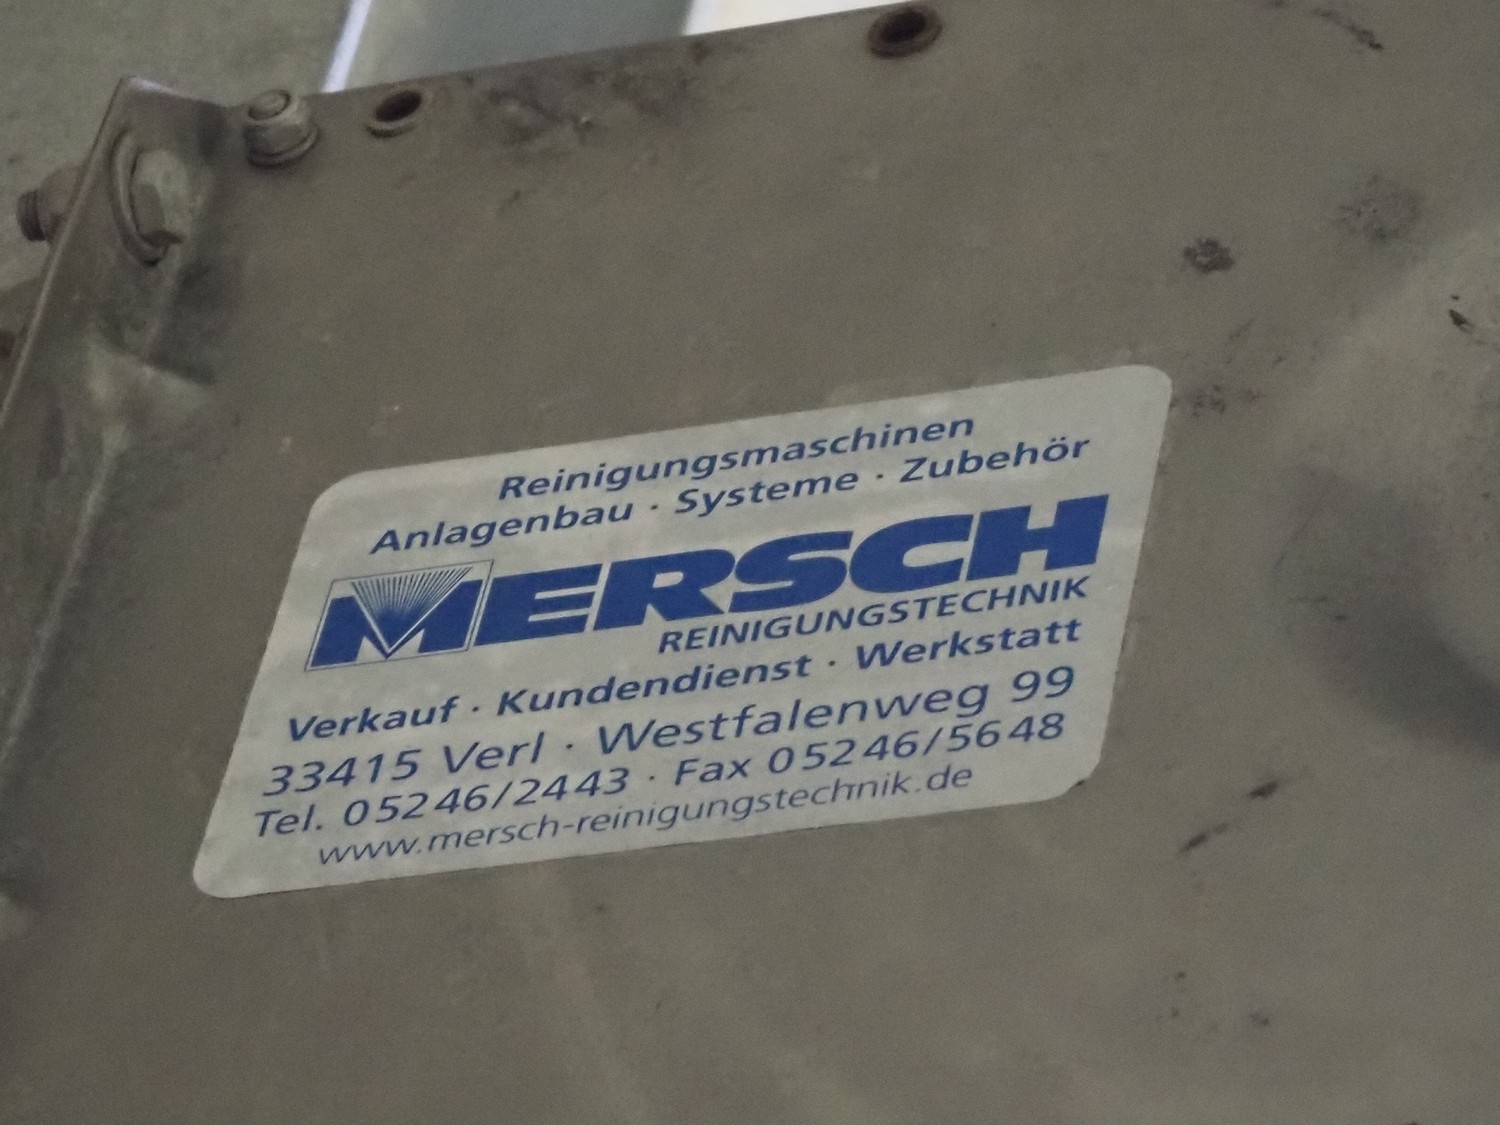 Reinigungsmaschinen
Anlagenbau · Systeme · Zubehör
MERSCH
REINIGUNGSTECHNIK
Verkauf · Kundendienst · Werkstatt
33415 Verl · Westfalenweg 99
Tel. 05246/2443 · Fax 05246/5648
www.mersch-reinigungstechnik.de